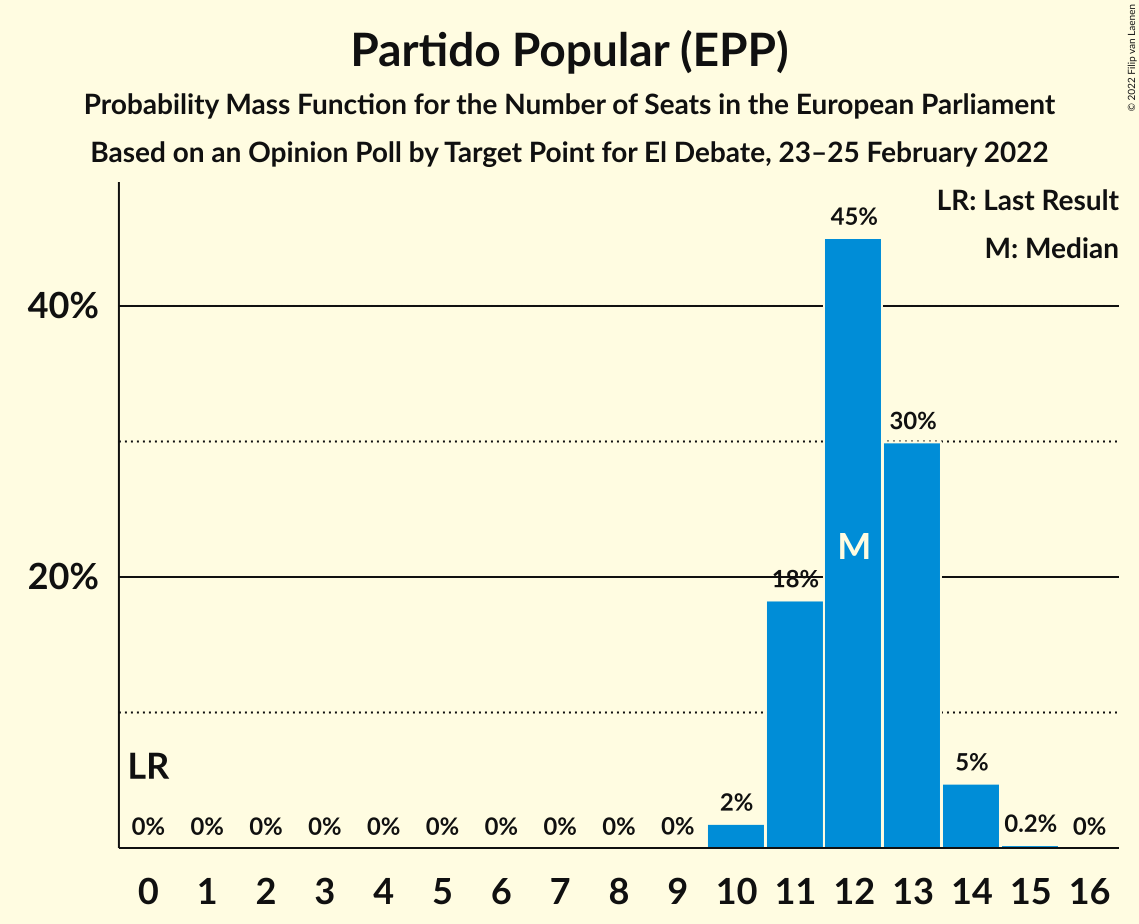 Partido Popular (EPP)
Probability Mass Function for the Number of Seats in the European Parliament
Based on an Opinion Poll by Target Point for El Debate, 23–25 February 2022
© 2022 Filip van Laenen
LR: Last Result
M: Median
45%
40%
30%
M
20%
18%
LR
5%
2%
0% 0% 0% 0% 0% 0% 0% 0% 0% 0% 0.2% 0%
0 1 2 3 4 5 6 7 8 9 10 11 12 13 14 15 16